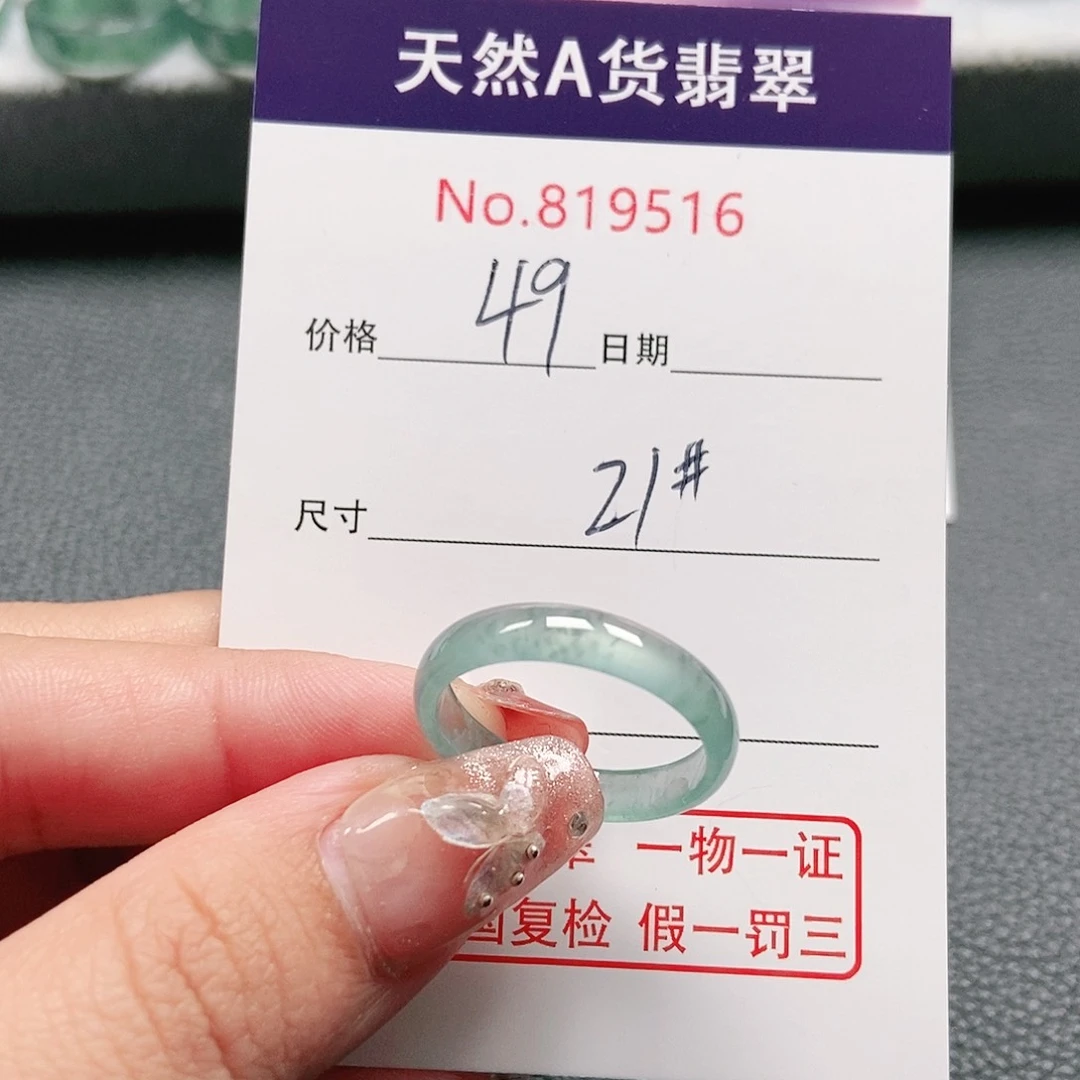 天然A货翡翠
No.819516
价格 49 日期
尺寸 21#
一物一证
国复检 假一罚三